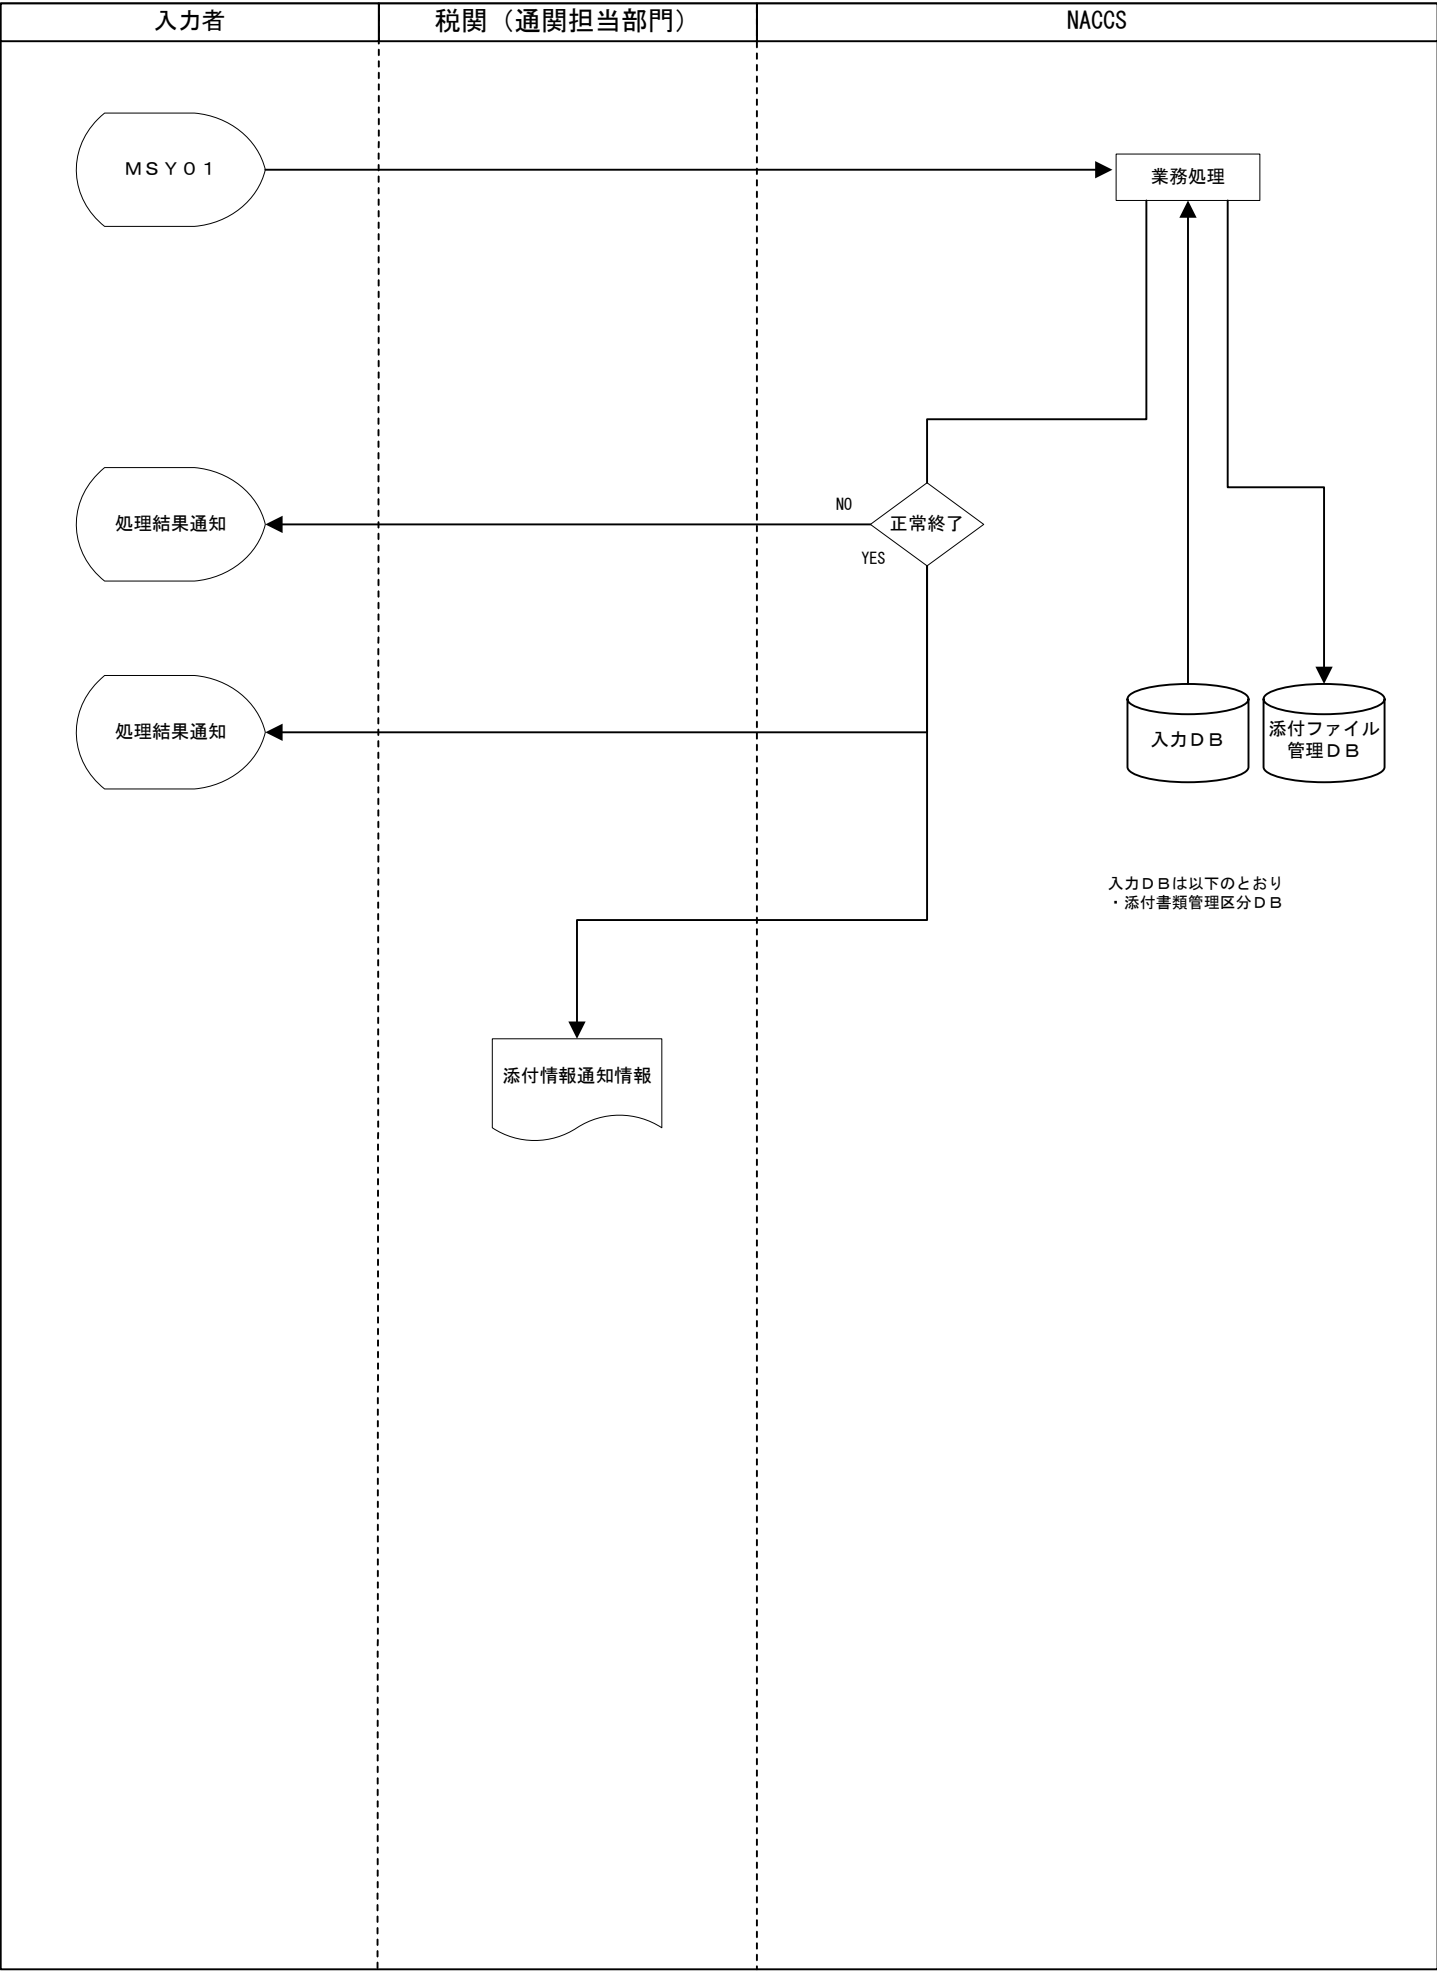 入力者
税関（通関担当部門）
NACCS
ＭＳＹ０１
業務処理
処理結果通知
NO
正常終了
YES
処理結果通知
入力ＤＢ
添付ファイル
管理ＤＢ
入力ＤＢは以下のとおり
・添付書類管理区分ＤＢ
添付情報通知情報